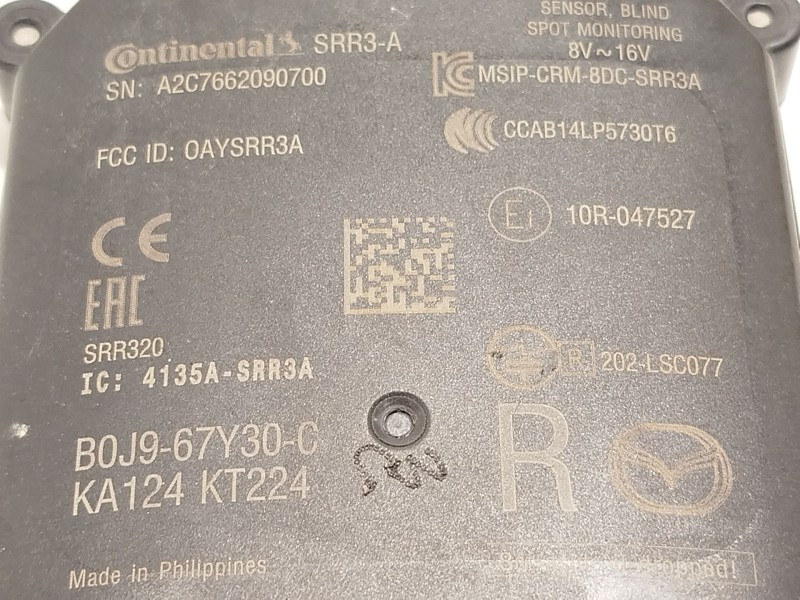 Continental SRR3-A
SENSOR, BLIND
SPOT MONITORING
8V~16V
SN: A2C7662090700
MSIP-CRM-8DC-SRR3A
FCC ID: OAYSRR3A
CCAB14LP5730T6
E1 10R-047527
CE
EAC
SRR320
IC: 4135A-SRR3A
R 202-LSC077
B0J9-67Y30-C
KA124 KT224
R
Made in Philippines